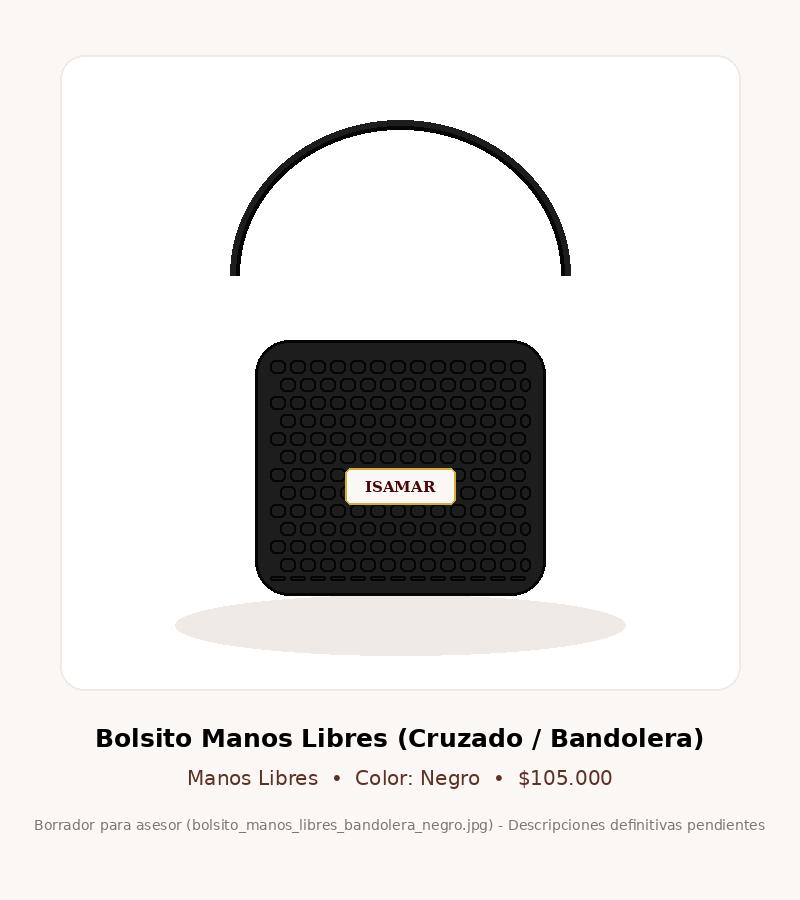 ISAMAR
Bolsito Manos Libres (Cruzado / Bandolera)
Manos Libres • Color: Negro • $105.000
Borrador para asesor (bolsito_manos_libres_bandolera_negro.jpg) - Descripciones definitivas pendientes